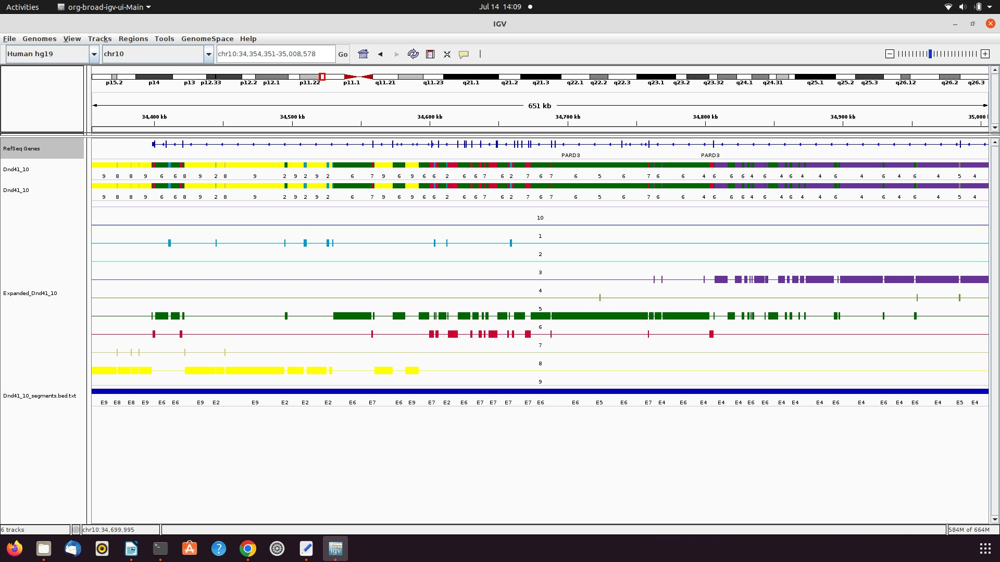 Activities org-broad-igv-ui-Main Jul 14 14:09
IGV
File Genomes View Tracks Regions Tools GenomeSpace Help
Human hg19 chr10 chr10:34,354,351-35,008,578 Go
p15.2 p14 p13 p12.33 p12.2 p12.1 p11.22 p11.1 q11.21 q11.23 q21.1 q21.2 q21.3 q22.1 q22.2 q22.3 q23.1 q23.2 q23.32 q24.1 q24.31 q25.1 q25.2 q25.3 q26.12 q26.2 q26.3
651 kb
34,400 kb 34,500 kb 34,600 kb 34,700 kb 34,800 kb 34,900 kb 35,000
RefSeq Genes
PARD3 PARD3
Dnd41_10
9 8 8 9 6 6 8 9 2 8 9 2 9 2 9 2 6 7 9 6 9 6 6 2 6 6 7 6 2 7 6 7 6 5 6 7 6 6 4 6 6 6 4 6 4 6 4 4 6 4 6 4 6 4 5 4
Dnd41_10
9 8 8 9 6 6 8 9 2 8 9 2 9 2 9 2 6 7 9 6 9 6 6 2 6 6 7 6 2 7 6 7 6 5 6 7 6 6 4 6 6 6 4 6 4 6 4 4 6 4 6 4 6 4 5 4
10
1
2
3
4
Expanded_Dnd41_10
5
6
7
8
9
Dnd41_10_segments.bed.txt
E9 E8 E8 E9 E6 E6 E9 E2 E9 E2 E2 E2 E6 E7 E6 E9 E7 E2 E6 E7 E7 E7 E7 E6 E6 E5 E6 E7 E4 E6 E4 E4 E4 E6 E6 E4 E4 E4 E6 E4 E6 E4 E6 E4 E5 E4
6 tracks chr10:34,699,995 584M of 664M